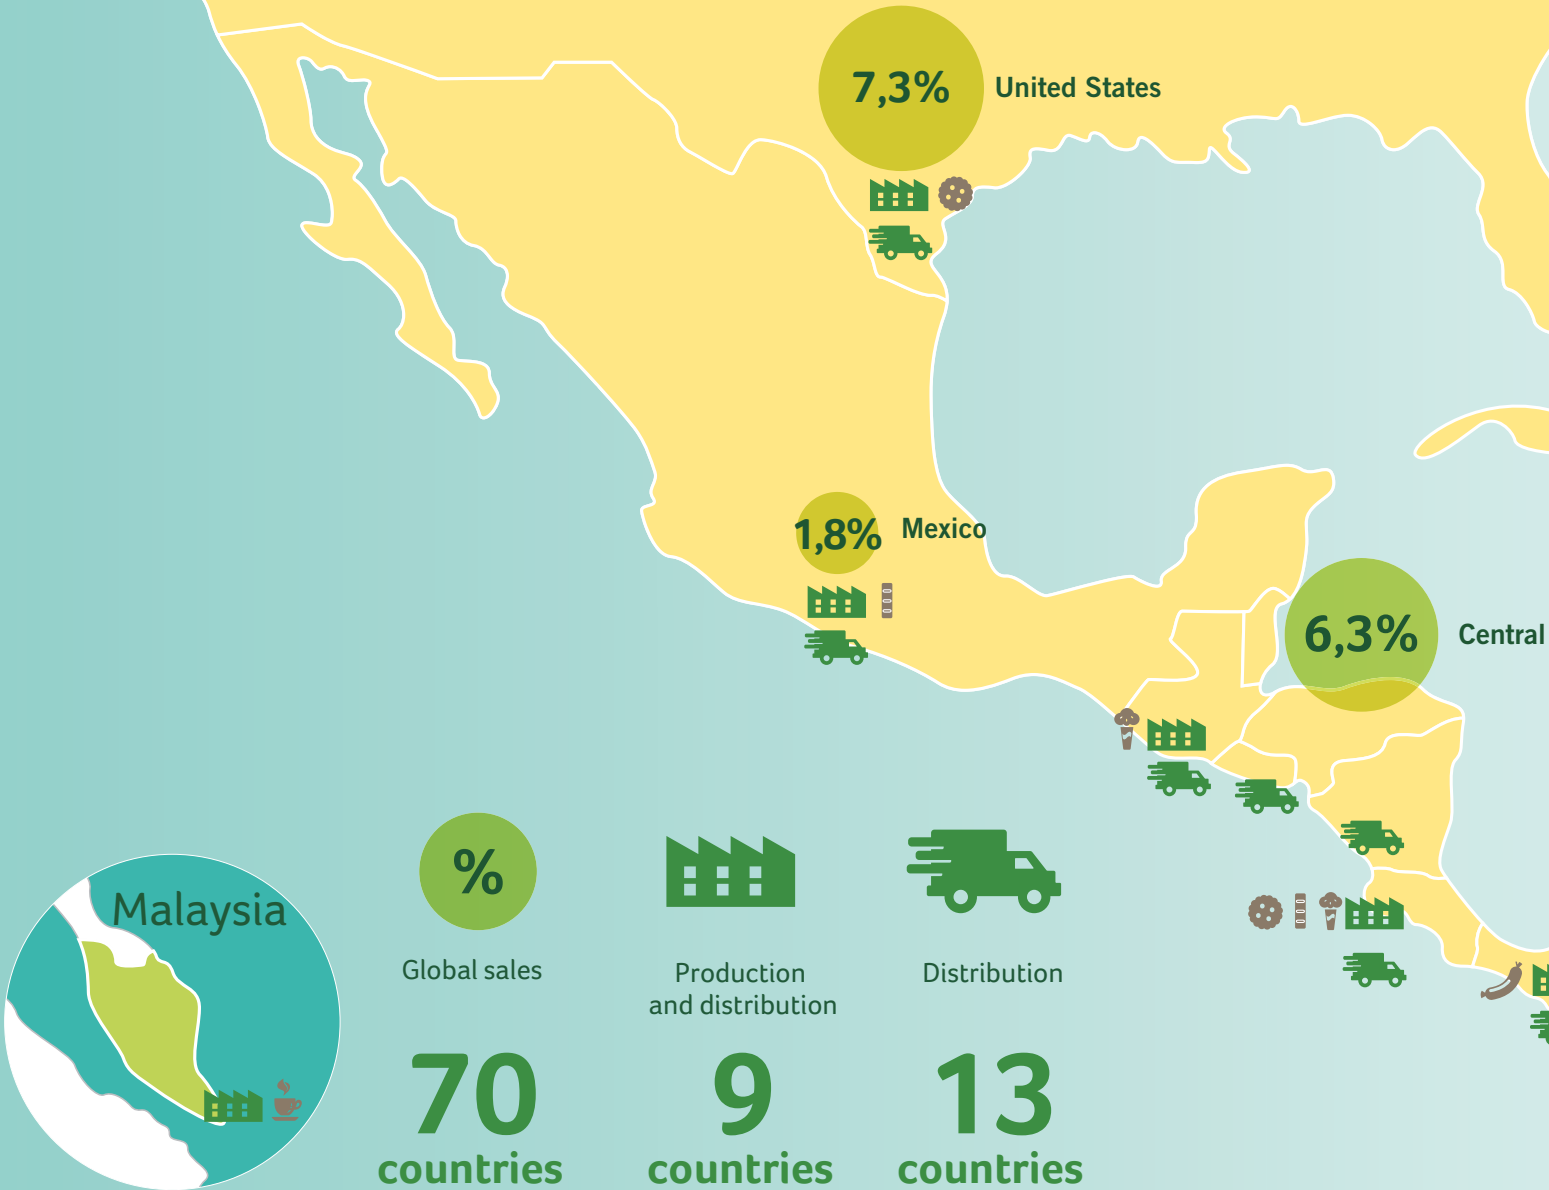 7,3%
United States
1,8%
Mexico
6,3%
Central
%
Malaysia
Global sales
Production
and distribution
Distribution
70
countries
9
countries
13
countries